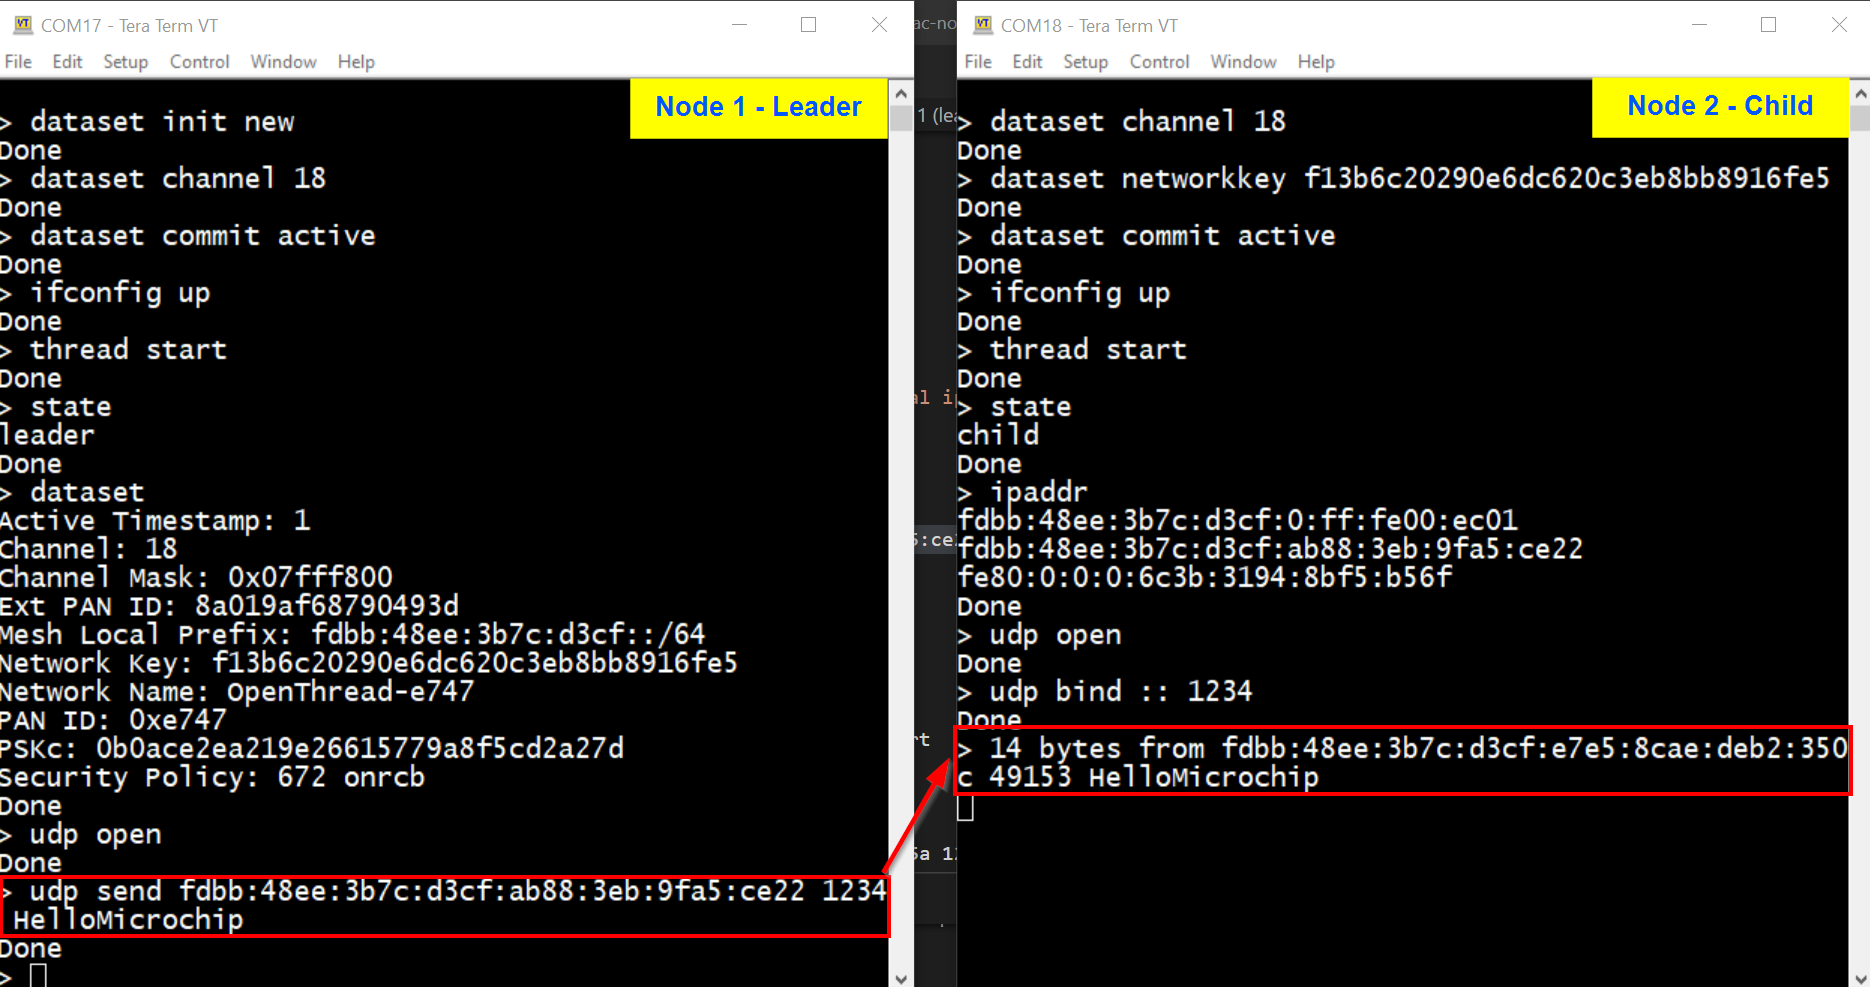 COM17 - Tera Term VT
File Edit Setup Control Window Help
Node 1 - Leader
> dataset init new
Done
> dataset channel 18
Done
> dataset commit active
Done
> ifconfig up
Done
> thread start
Done
> state
leader
Done
> dataset
Active Timestamp: 1
Channel: 18
Channel Mask: 0x07fff800
Ext PAN ID: 8a019af68790493d
Mesh Local Prefix: fdbb:48ee:3b7c:d3cf::/64
Network Key: f13b6c20290e6dc620c3eb8bb8916fe5
Network Name: OpenThread-e747
PAN ID: 0xe747
PSKc: 0b0ace2ea219e26615779a8f5cd2a27d
Security Policy: 672 onrcb
Done
> udp open
Done
> udp send fdbb:48ee:3b7c:d3cf:ab88:3eb:9fa5:ce22 1234
HelloMicrochip
Done
>
COM18 - Tera Term VT
File Edit Setup Control Window Help
Node 2 - Child
> dataset channel 18
Done
> dataset networkkey f13b6c20290e6dc620c3eb8bb8916fe5
Done
> dataset commit active
Done
> ifconfig up
Done
> thread start
Done
> state
child
Done
> ipaddr
fdbb:48ee:3b7c:d3cf:0:ff:fe00:ec01
fdbb:48ee:3b7c:d3cf:ab88:3eb:9fa5:ce22
fe80:0:0:0:6c3b:3194:8bf5:b56f
Done
> udp open
Done
> udp bind :: 1234
Done
> 14 bytes from fdbb:48ee:3b7c:d3cf:e7e5:8cae:deb2:350
c 49153 HelloMicrochip